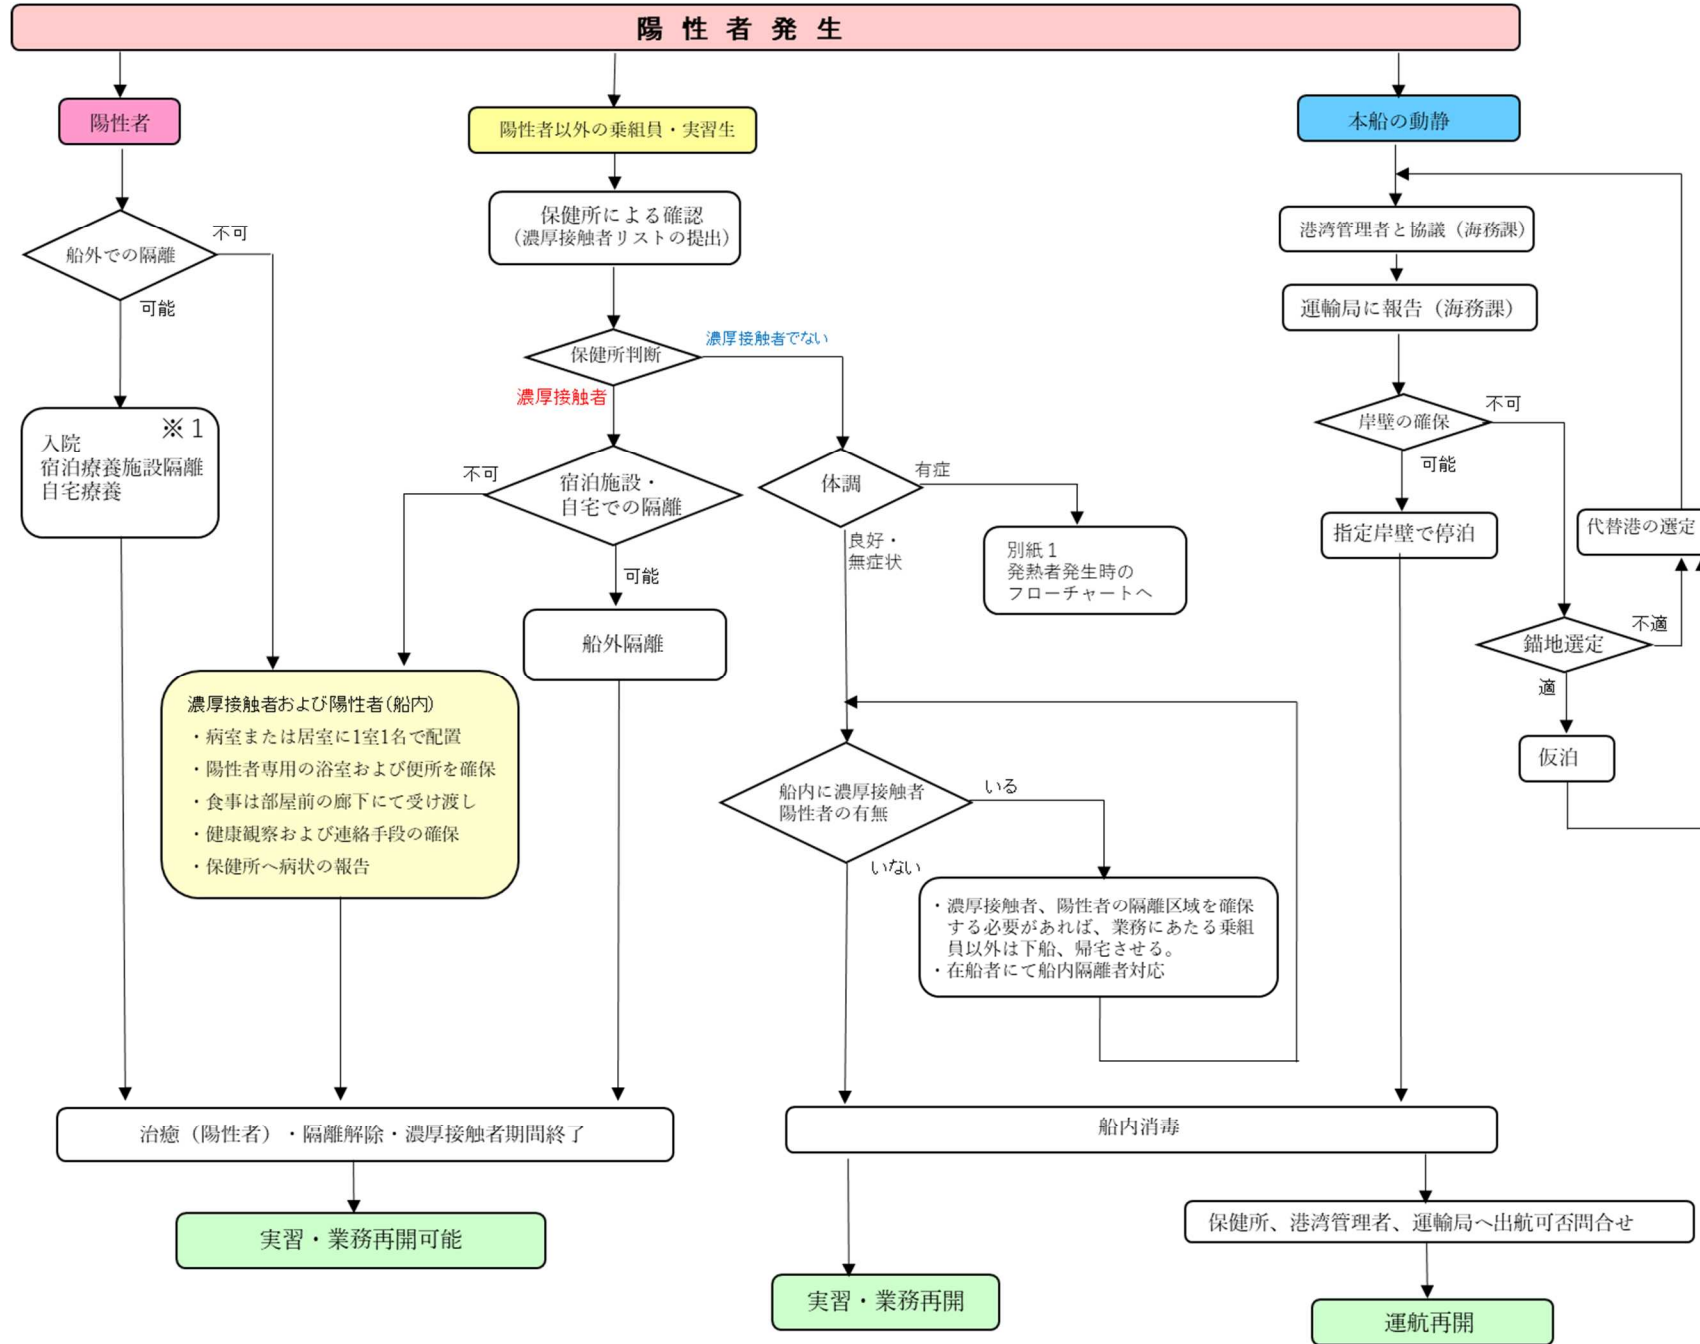 陽性者発生
陽性者
陽性者以外の乗組員・実習生
本船の動静
船外での隔離
不可
可能
※1
入院
宿泊療養施設隔離
自宅療養
保健所による確認
(濃厚接触者リストの提出)
保健所判断
濃厚接触者でない
濃厚接触者
不可
宿泊施設・
自宅での隔離
可能
船外隔離
体調
有症
良好・
無症状
別紙1
発熱者発生時の
フローチャートへ
港湾管理者と協議(海務課)
運輸局に報告(海務課)
岸壁の確保
不可
可能
指定岸壁で停泊
代替港の選定
錨地選定
不適
適
仮泊
濃厚接触者および陽性者(船内)
・病室または居室に1室1名で配置
・陽性者専用の浴室および便所を確保
・食事は部屋前の廊下にて受け渡し
・健康観察および連絡手段の確保
・保健所へ病状の報告
船内に濃厚接触者
陽性者の有無
いる
いない
・濃厚接触者、陽性者の隔離区域を確保
する必要があれば、業務にあたる乗組
員以外は下船、帰宅させる。
・在船者にて船内隔離者対応
治癒(陽性者)・隔離解除・濃厚接触者期間終了
船内消毒
実習・業務再開可能
保健所、港湾管理者、運輸局へ出航可否問合せ
実習・業務再開
運航再開